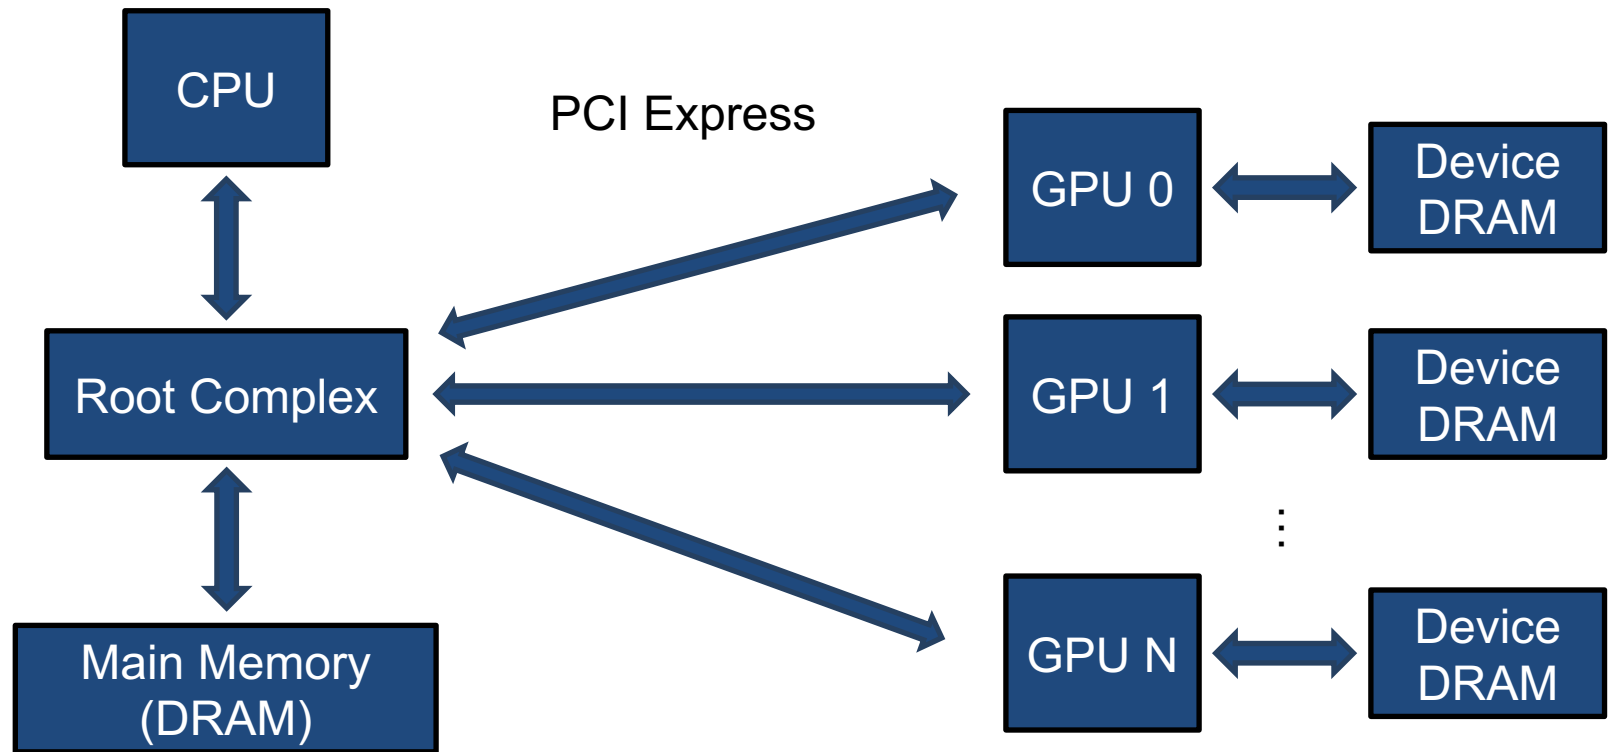 CPU
PCI Express
GPU 0
Device
DRAM
Root Complex
GPU 1
Device
DRAM
⋮
Main Memory
(DRAM)
GPU N
Device
DRAM